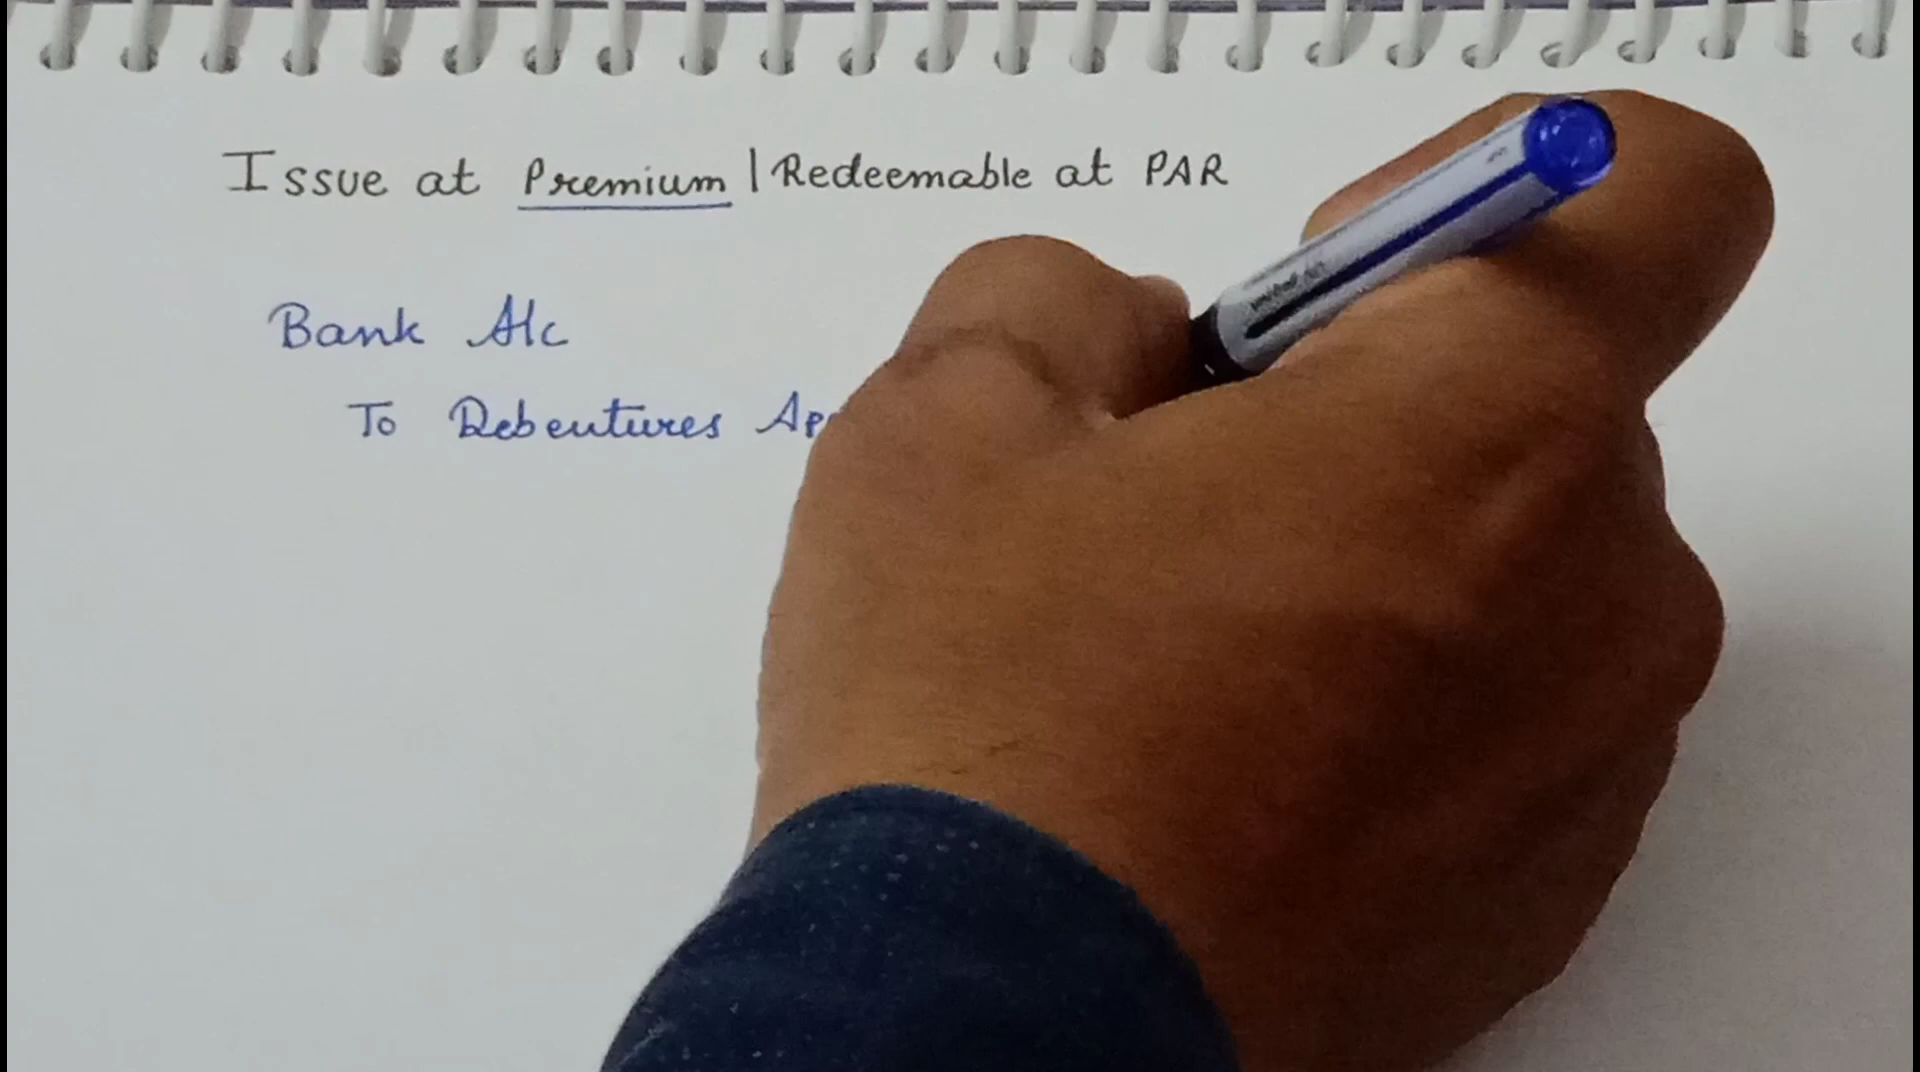 Issue at Premium | Redeemable at PAR
Bank A/c
To Debentures